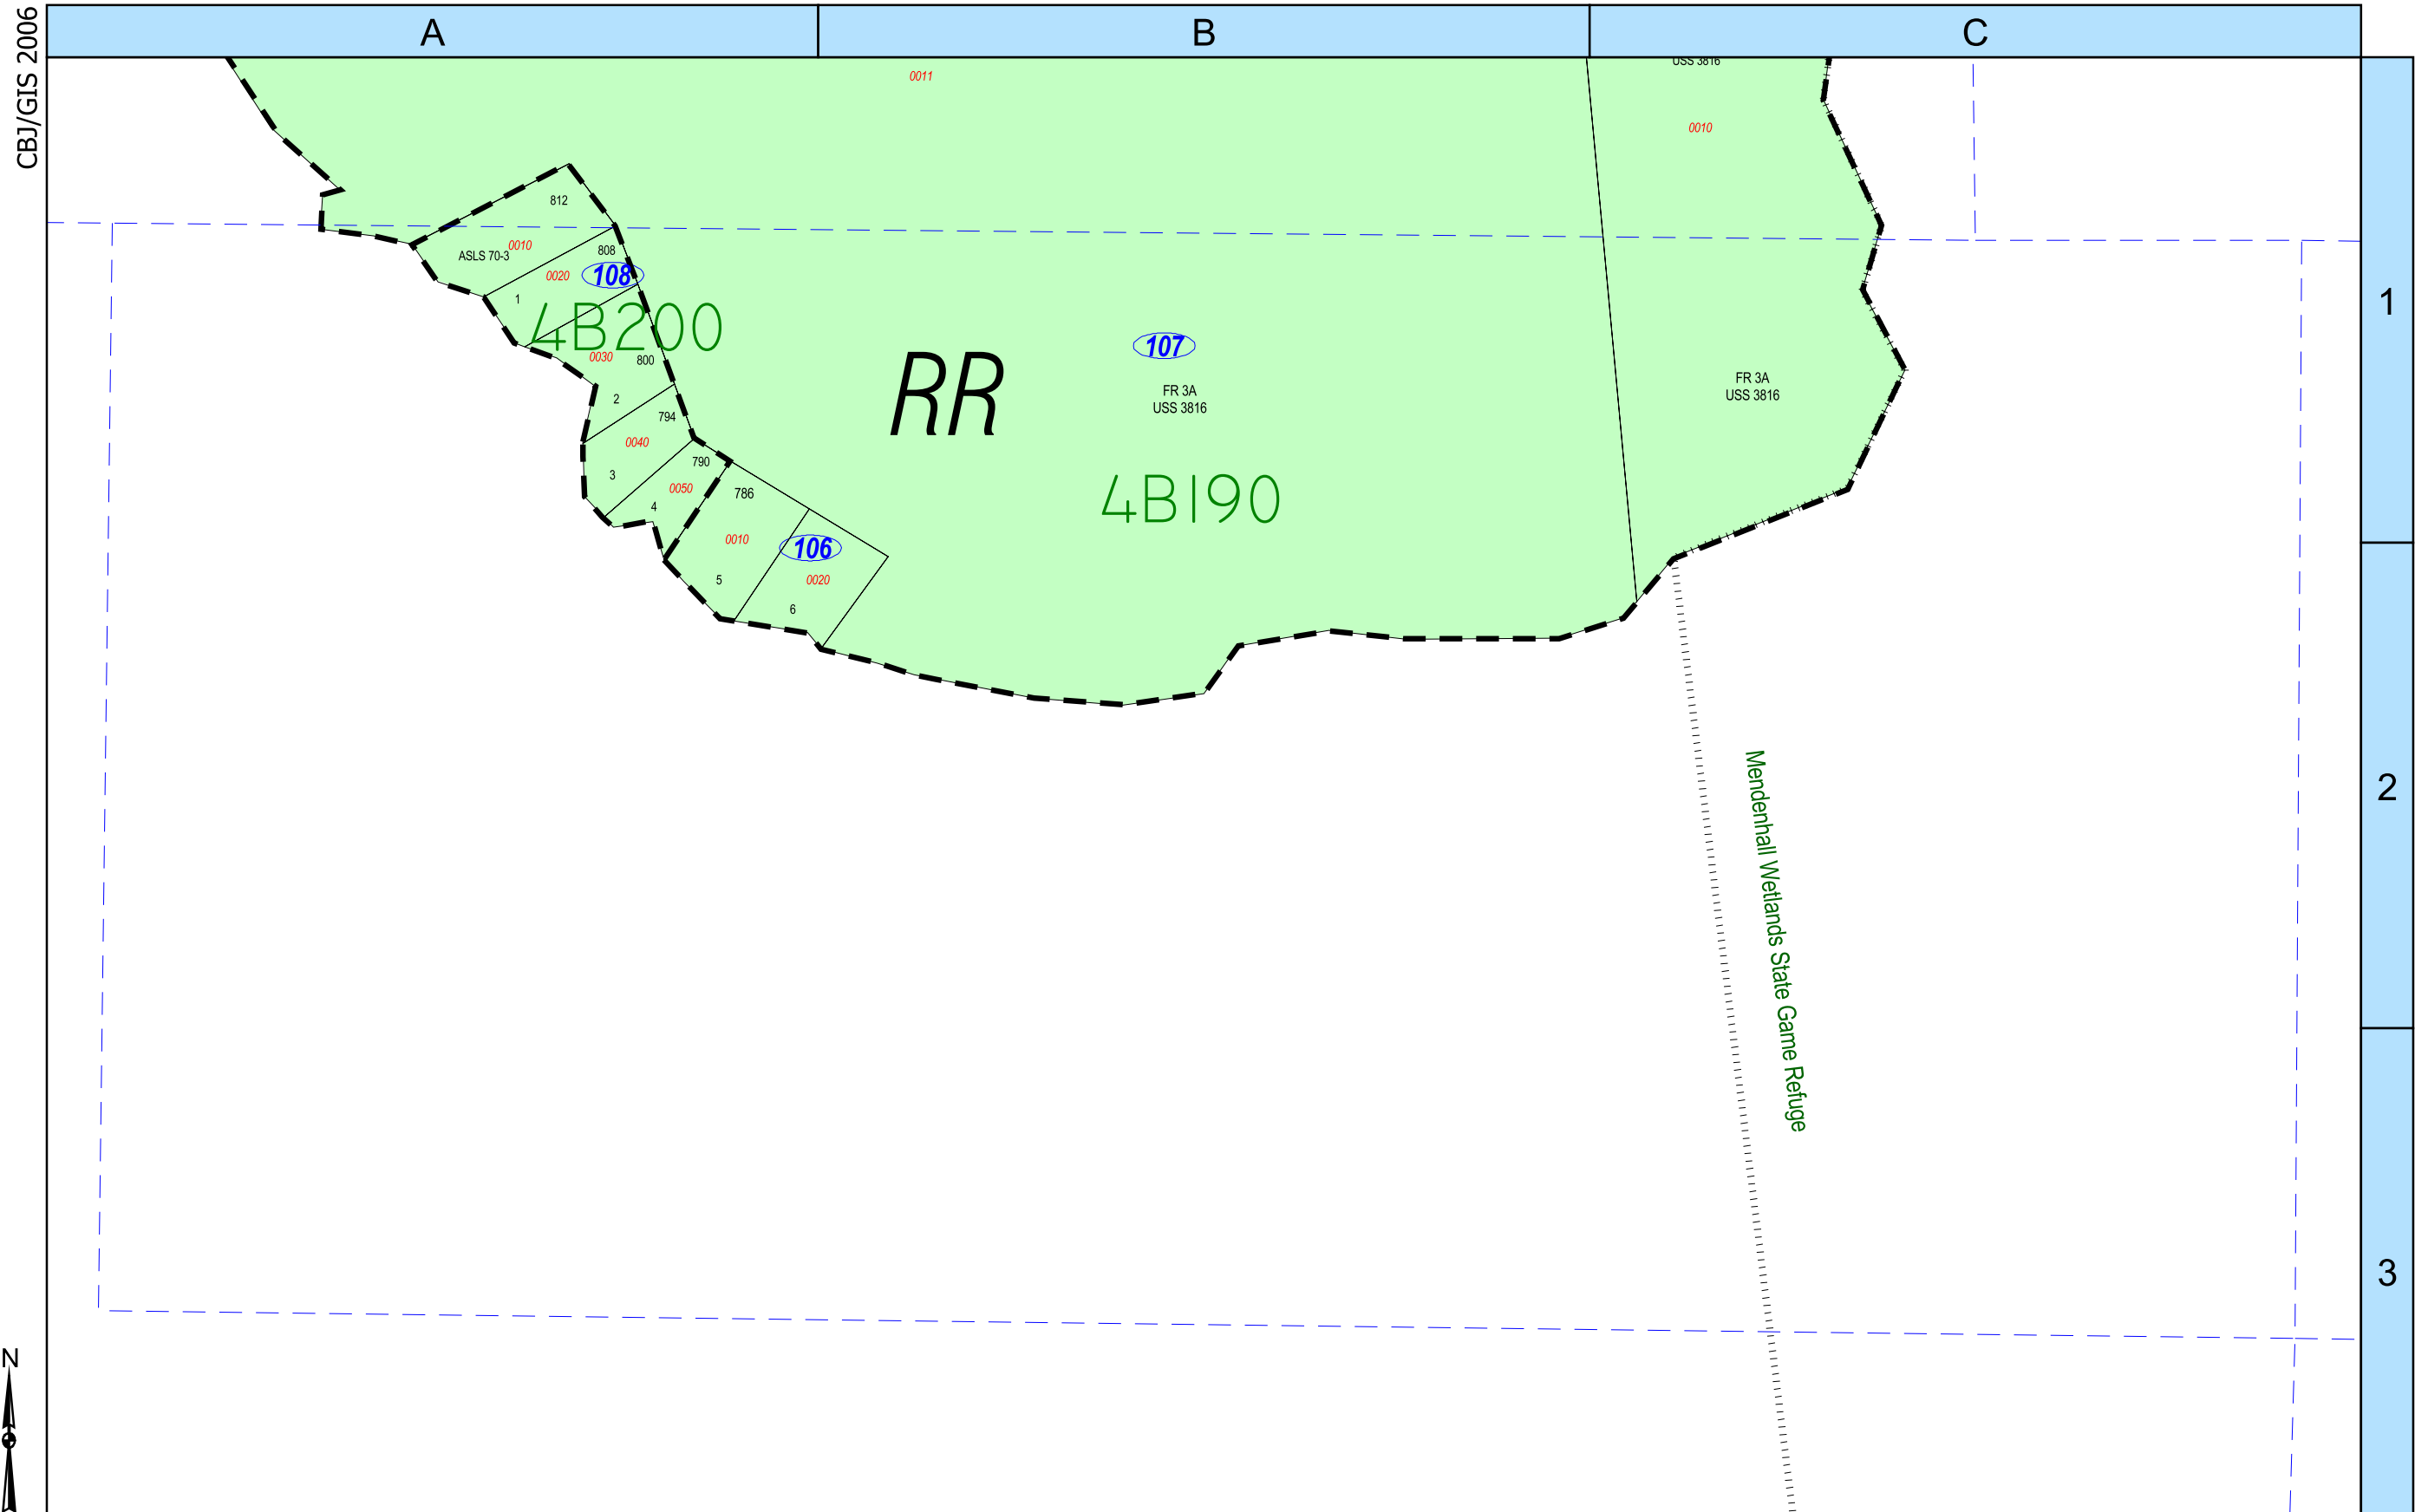 CBJ/GIS 2006
A
B
C
0011
USS 3816
0010
812
0010
ASLS 70-3
808
0020
108
1
4B200
0030
800
2
794
0040
3
790
0050
4
786
0010
5
106
0020
6
RR
107
FR 3A
USS 3816
4B190
FR 3A
USS 3816
1
2
Mendenhall Wetlands State Game Refuge
3
N